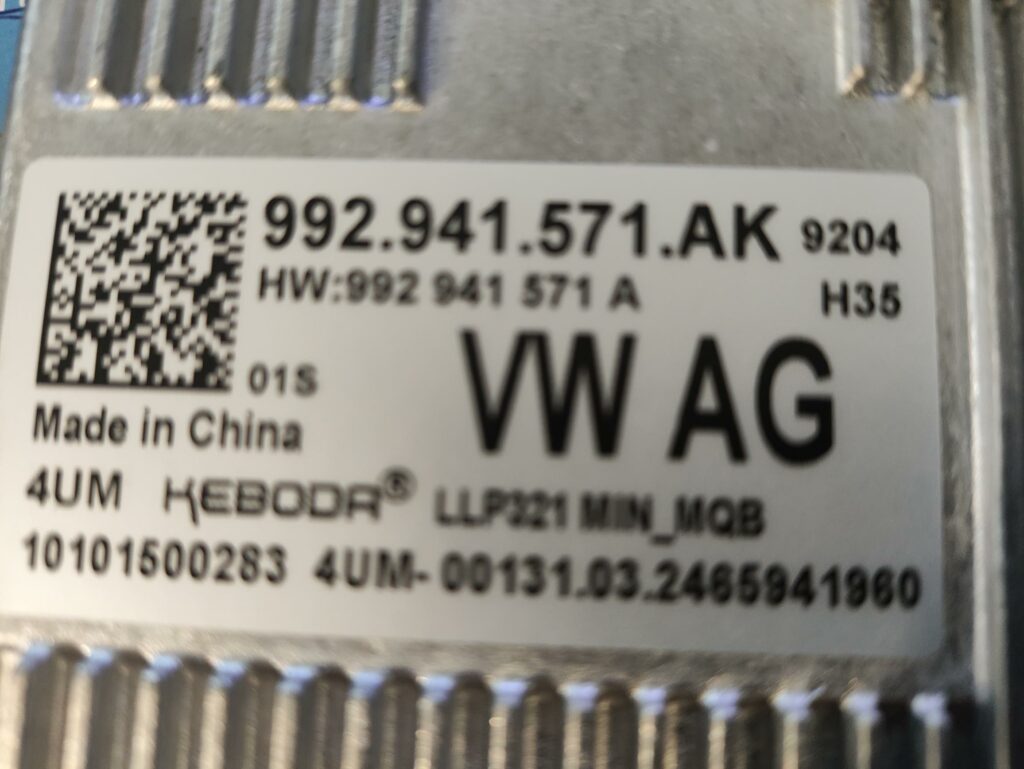 992.941.571.AK 9204
HW:992 941 571 A H35
01S VW AG
Made in China
4UM KEBODA® LLP321 MIN_MQB
10101500283 4UM- 00131.03.2465941960